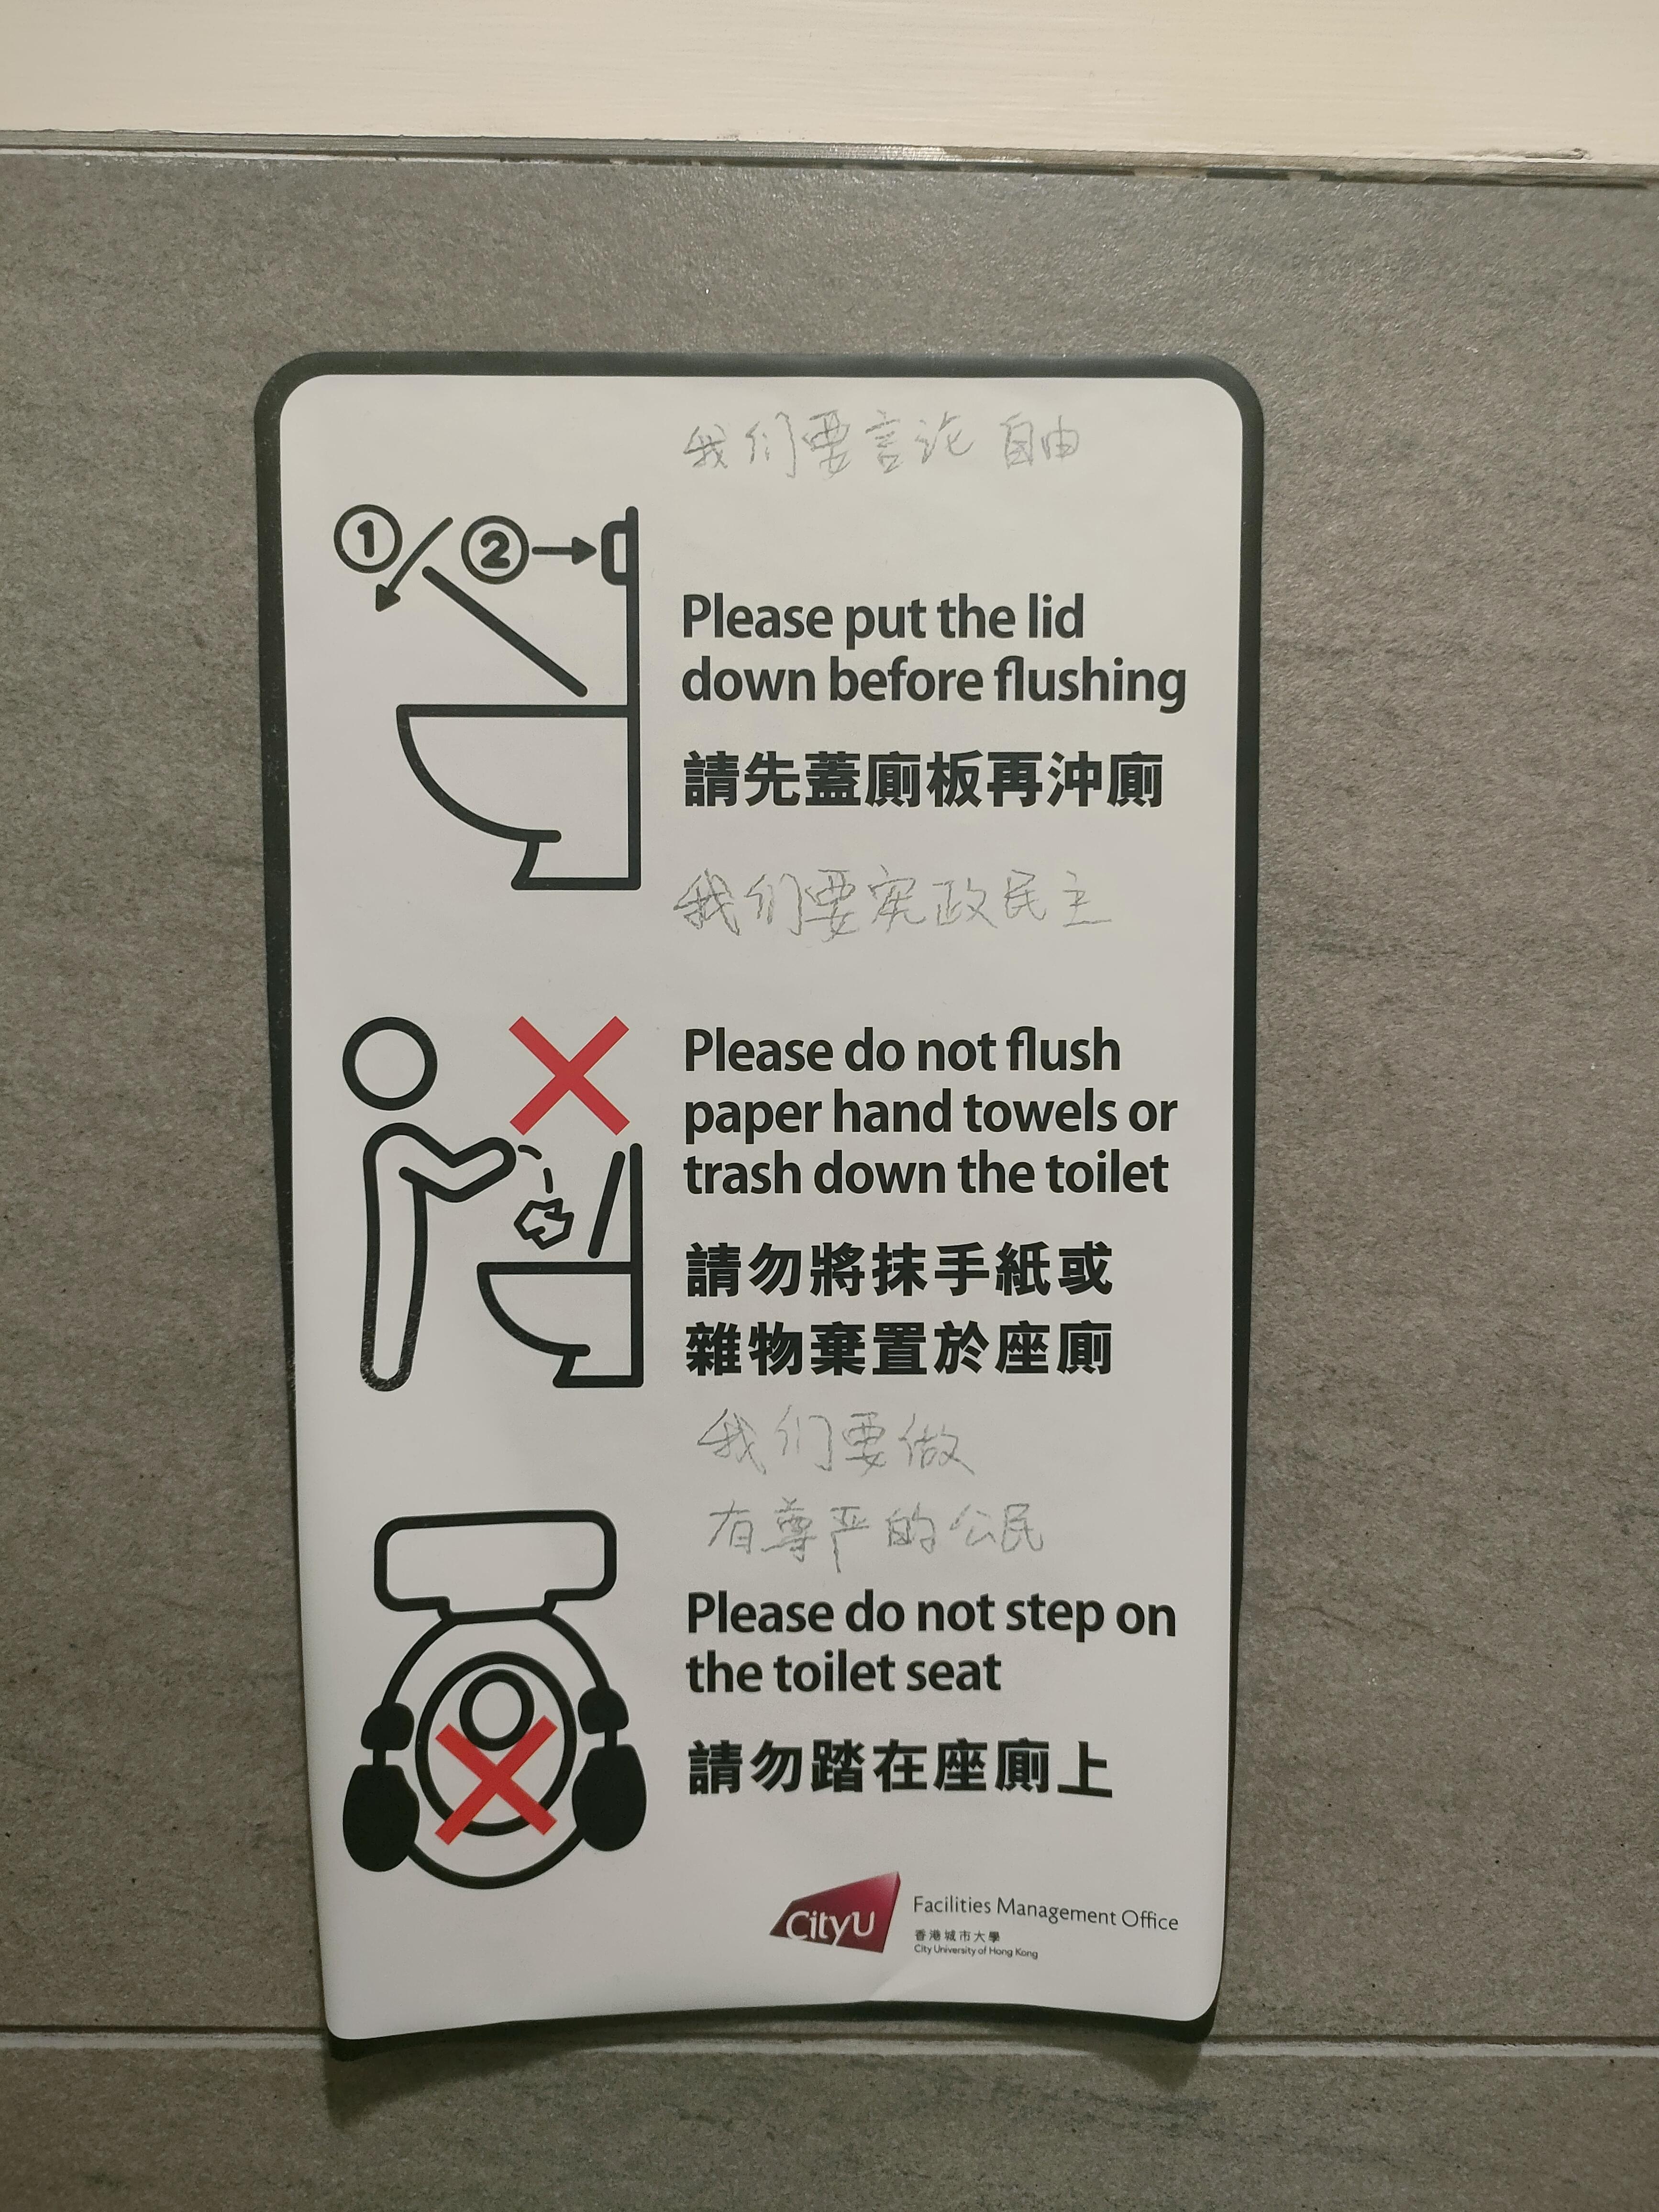 我们要言论自由
1 2
Please put the lid
down before flushing
請先蓋廁板再沖廁
我们要宪政民主
Please do not flush
paper hand towels or
trash down the toilet
請勿將抹手紙或
雜物棄置於座廁
我们要做
有尊严的公民
Please do not step on
the toilet seat
請勿踏在座廁上
CityU
Facilities Management Office
香港城市大學
City University of Hong Kong